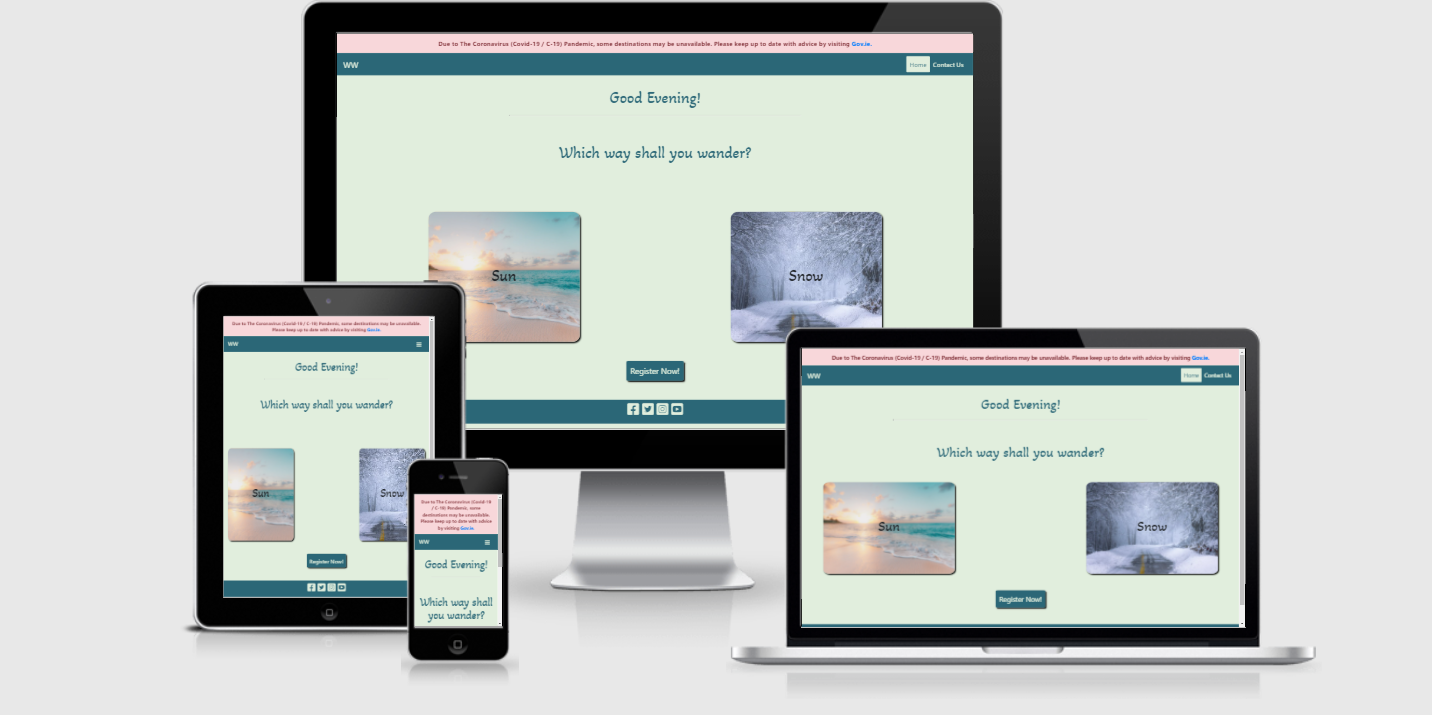 Due to The Coronavirus (Covid-19 / C-19) Pandemic, some destinations may be unavailable. Please keep up to date with advice by visiting Gov.ie.
WW
Home
Contact Us
Good Evening!
Which way shall you wander?
Sun
Snow
Register Now!
Due to The Coronavirus (Covid-19 / C-19) Pandemic, some destinations may be unavailable.
Please keep up to date with advice by visiting Gov.ie.
WW
Good Evening!
Which way shall you wander?
Sun
Snow
Register Now!
Due to The Coronavirus (Covid-19
/ C-19) Pandemic, some
destinations may be unavailable.
Please keep up to date with advice
by visiting Gov.ie.
WW
Good Evening!
Which way shall
you wander?
Due to The Coronavirus (Covid-19 / C-19) Pandemic, some destinations may be unavailable. Please keep up to date with advice by visiting Gov.ie.
WW
Home
Contact Us
Good Evening!
Which way shall you wander?
Sun
Snow
Register Now!